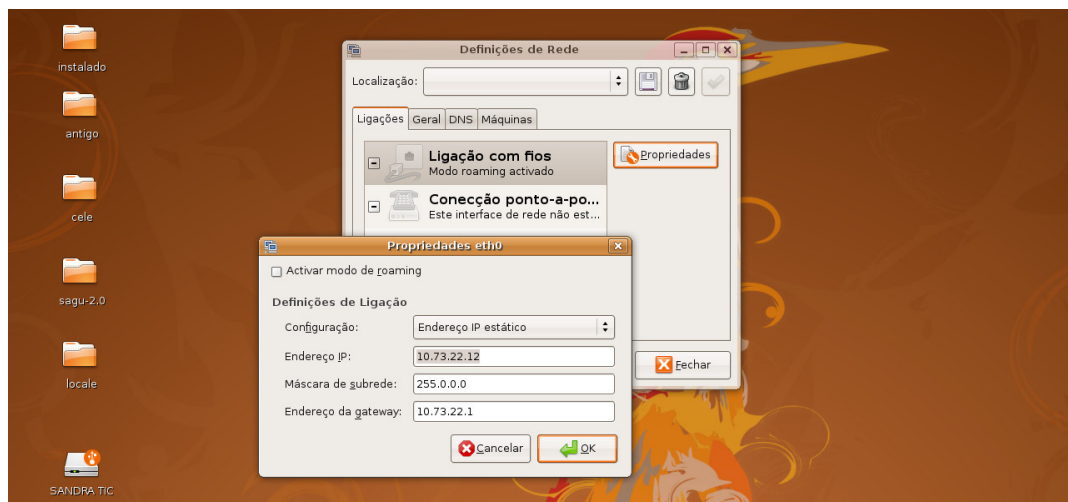 instalado
antigo
cele
sagu-2.0
locale
SANDRA TIC
Definições de Rede
Localização:
Ligações Geral DNS Máquinas
Ligação com fios
Modo roaming activado
Propriedades
Conecção ponto-a-po...
Este interface de rede não est...
Fechar
Propriedades eth0
Activar modo de roaming
Definições de Ligação
Configuração: Endereço IP estático
Endereço IP: 10.73.22.12
Máscara de subrede: 255.0.0.0
Endereço da gateway: 10.73.22.1
Cancelar OK